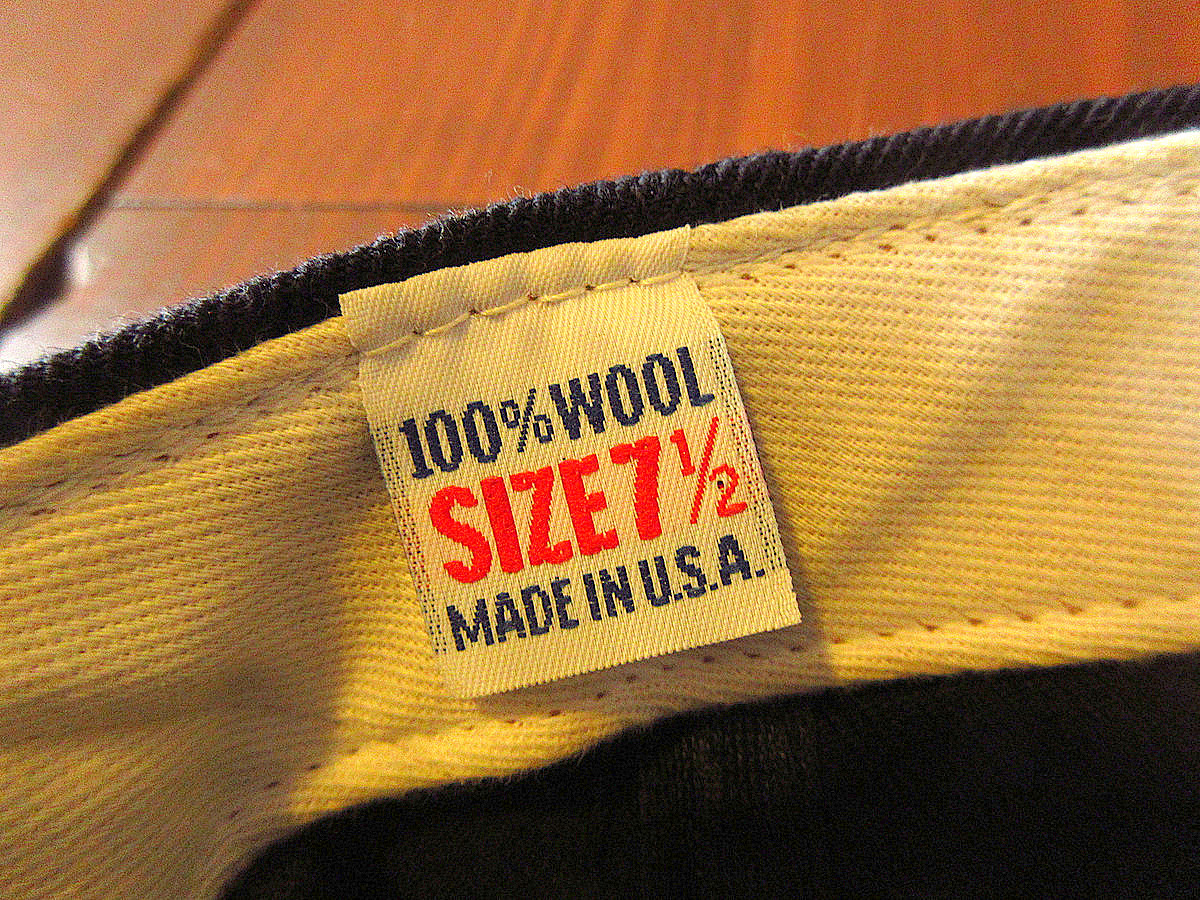 100% WOOL
SIZE 7 1/2
MADE IN U.S.A.